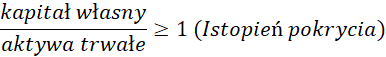 kapitał własny
aktywa trwałe
≥ 1 (Istopień pokrycia)